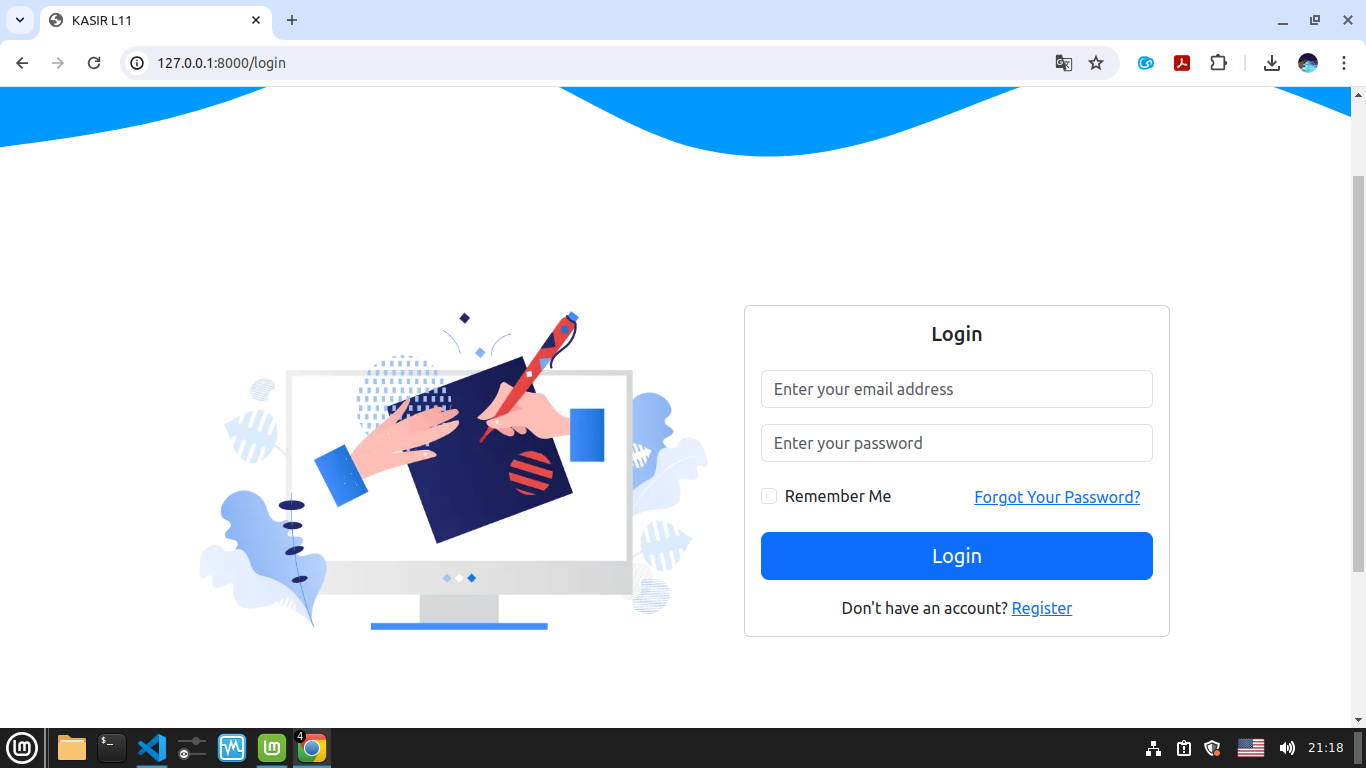 KASIR L11
127.0.0.1:8000/login
Login
Enter your email address
Enter your password
Remember Me
Forgot Your Password?
Login
Don't have an account? Register
4
21:18